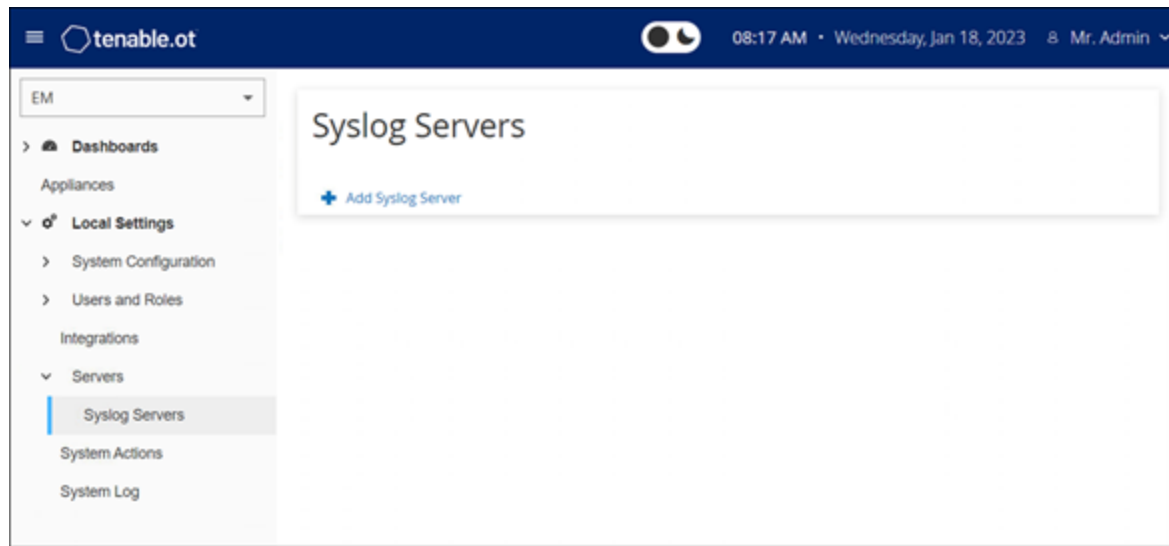 tenable.ot
08:17 AM • Wednesday, Jan 18, 2023 Mr. Admin
EM
Dashboards
Appliances
Local Settings
System Configuration
Users and Roles
Integrations
Servers
Syslog Servers
System Actions
System Log
Syslog Servers
Add Syslog Server